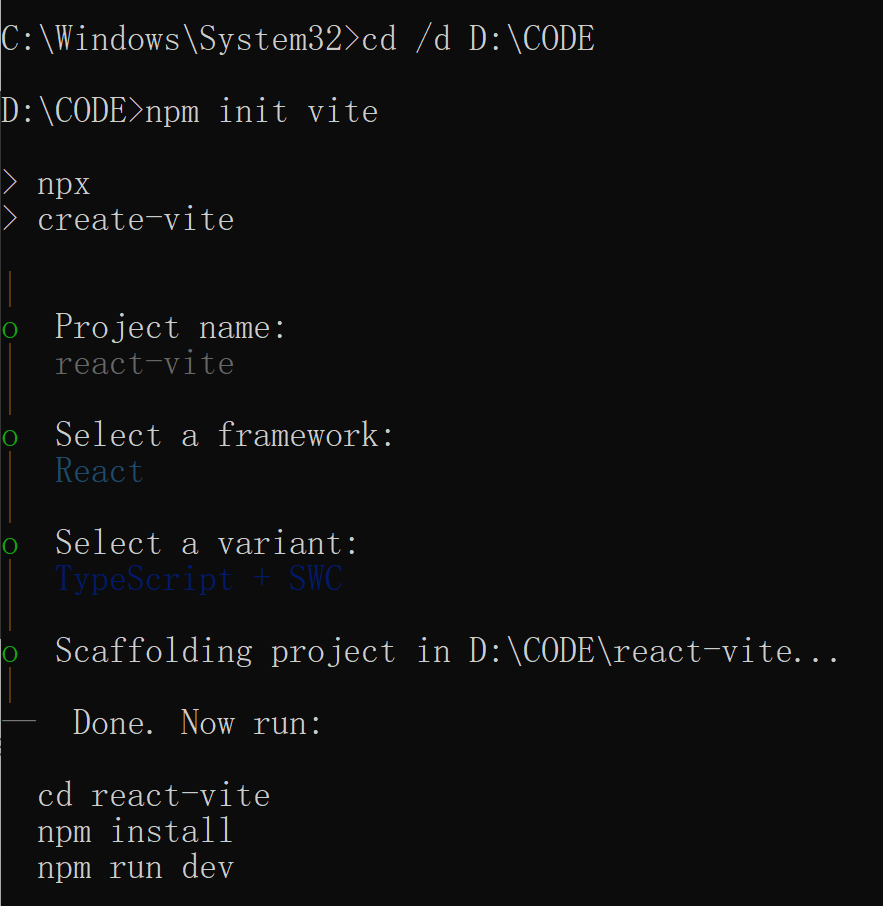 C:\Windows\System32>cd /d D:\CODE
D:\CODE>npm init vite
> npx
> create-vite
o Project name:
react-vite
o Select a framework:
React
o Select a variant:
TypeScript + SWC
o Scaffolding project in D:\CODE\react-vite...
— Done. Now run:
cd react-vite
npm install
npm run dev